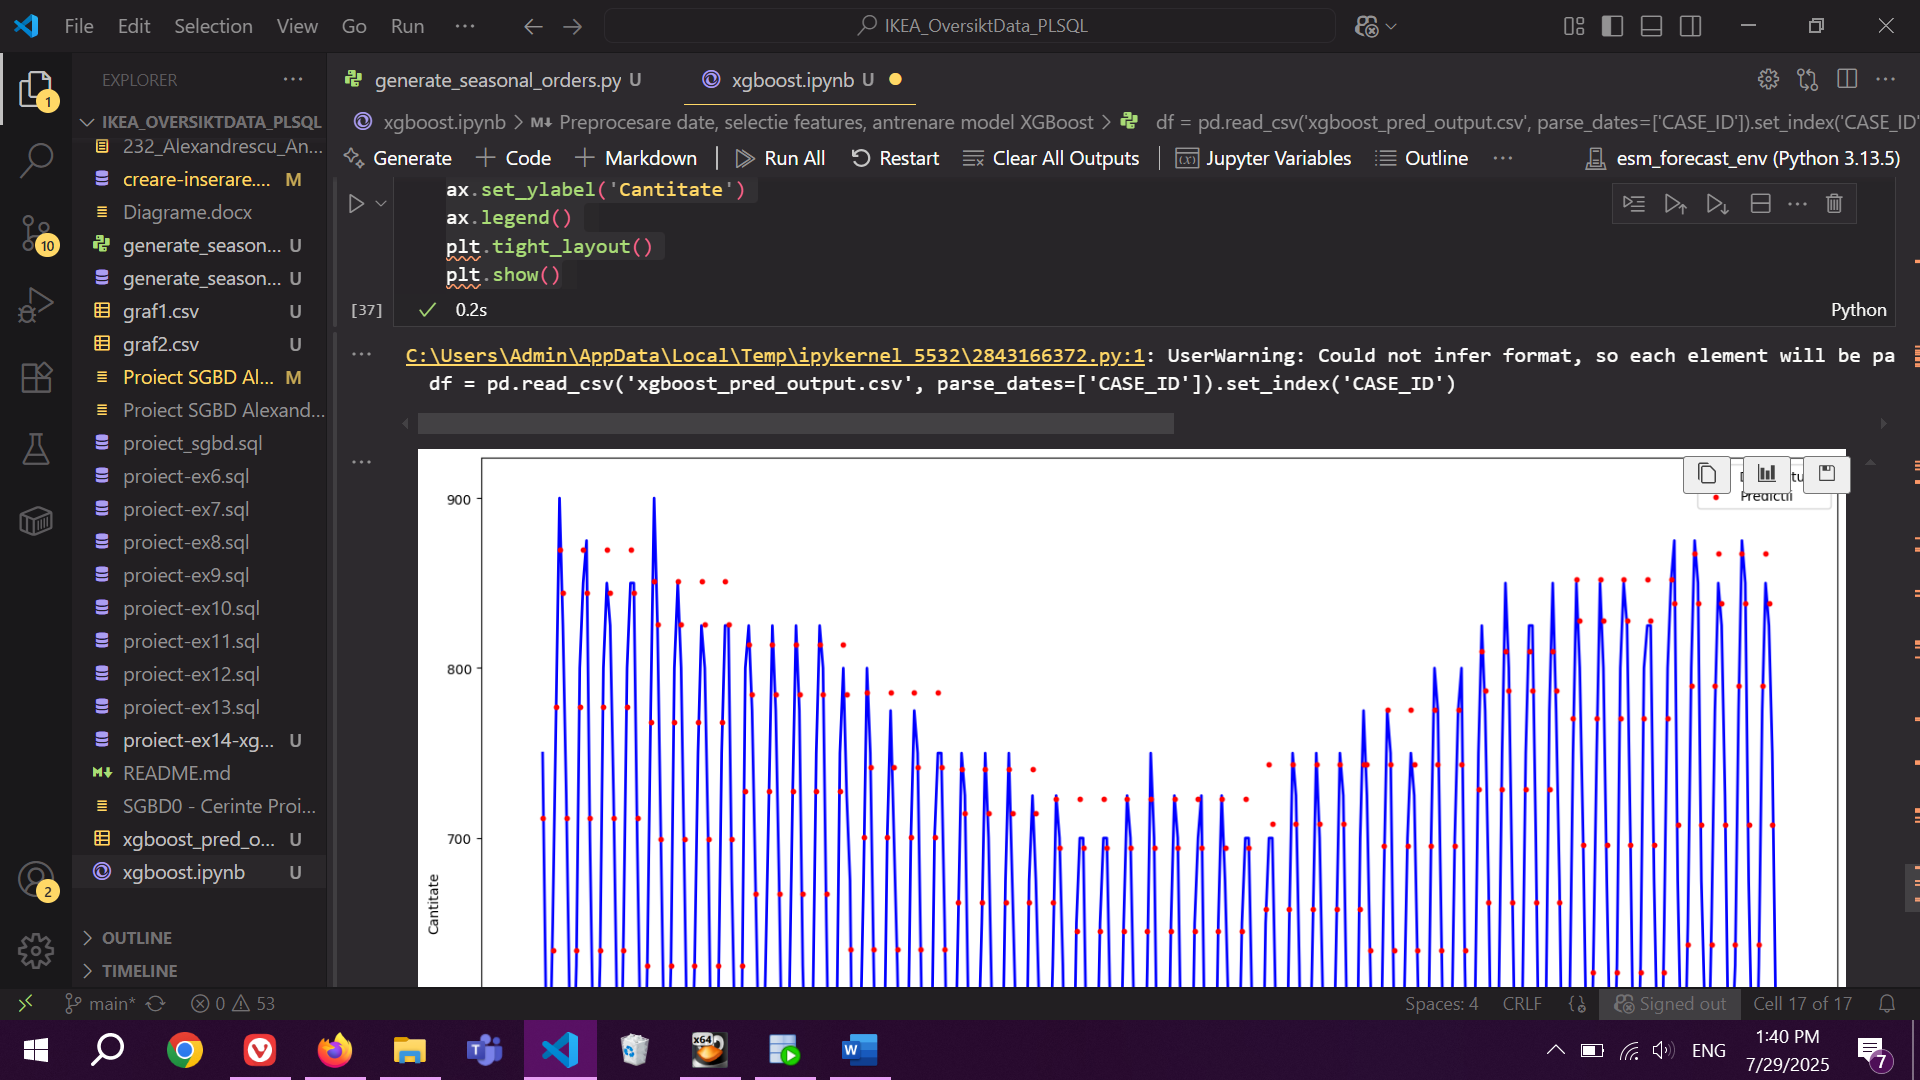 File Edit Selection View Go Run ···
IKEA_OversiktData_PLSQL
EXPLORER ···
IKEA_OVERSIKTDATA_PLSQL
232_Alexandrescu_An...
creare-inserare.... M
Diagrame.docx
generate_season... U
generate_season... U
graf1.csv U
graf2.csv U
Proiect SGBD Al... M
Proiect SGBD Alexand...
proiect_sgbd.sql
proiect-ex6.sql
proiect-ex7.sql
proiect-ex8.sql
proiect-ex9.sql
proiect-ex10.sql
proiect-ex11.sql
proiect-ex12.sql
proiect-ex13.sql
proiect-ex14-xg... U
README.md
SGBD0 - Cerinte Proi...
xgboost_pred_o... U
xgboost.ipynb U
OUTLINE
TIMELINE
1
10
2
generate_seasonal_orders.py U
xgboost.ipynb U
xgboost.ipynb > M↓ Preprocesare date, selectie features, antrenare model XGBoost > df = pd.read_csv('xgboost_pred_output.csv', parse_dates=['CASE_ID']).set_index('CASE_ID'
Generate + Code + Markdown | Run All Restart Clear All Outputs | Jupyter Variables Outline ··· esm_forecast_env (Python 3.13.5)
ax.set_ylabel('Cantitate')
ax.legend()
plt.tight_layout()
plt.show()
[37] ✓ 0.2s Python
C:\Users\Admin\AppData\Local\Temp\ipykernel_5532\2843166372.py:1: UserWarning: Could not infer format, so each element will be pa
df = pd.read_csv('xgboost_pred_output.csv', parse_dates=['CASE_ID']).set_index('CASE_ID')
Predictii
900
800
700
Cantitate
main* 0 53
Spaces: 4 CRLF {} Signed out Cell 17 of 17
x64
ENG
1:40 PM
7/29/2025
7